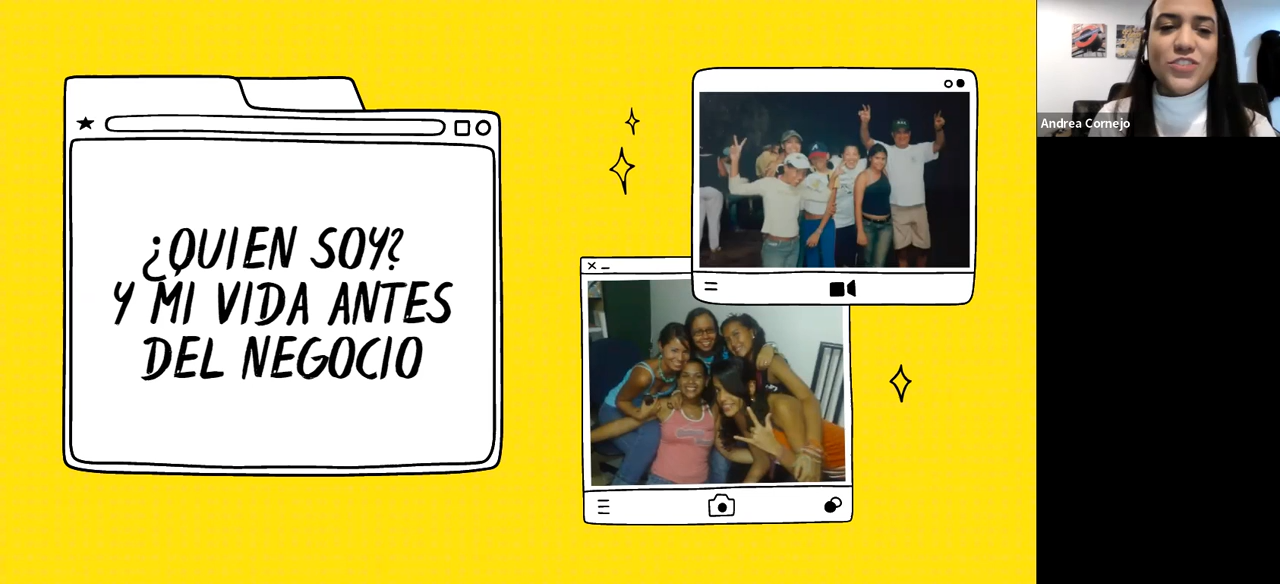 ¿QUIEN SOY?
Y MI VIDA ANTES
DEL NEGOCIO
Andrea Cornejo